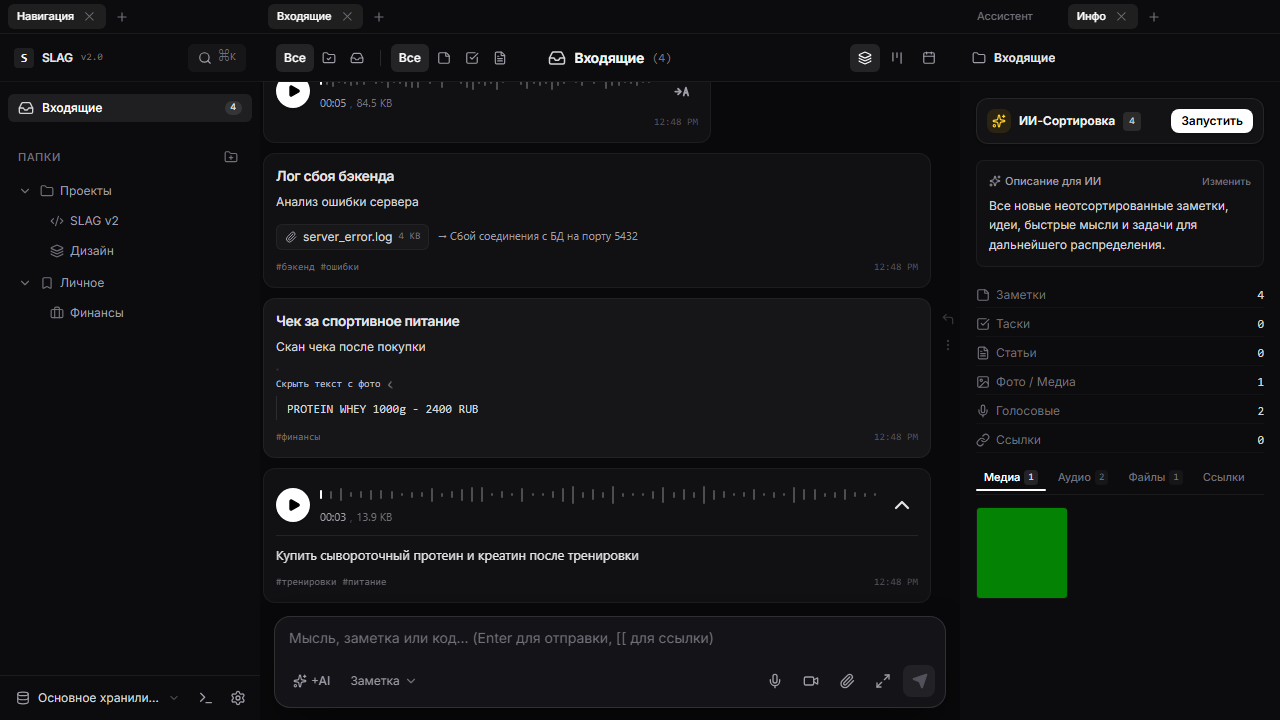 Навигация
Входящие
Ассистент
Инфо
S SLAG v2.0
⌘K
Все
Все
Входящие (4)
Входящие
Входящие 4
ПАПКИ
Проекты
SLAG v2
Дизайн
Личное
Финансы
Основное хранили...
00:05 , 84.5 KB
→A
12:48 PM
Лог сбоя бэкенда
Анализ ошибки сервера
server_error.log 4 KB → Сбой соединения с БД на порту 5432
#бэкенд #ошибки 12:48 PM
Чек за спортивное питание
Скан чека после покупки
Скрыть текст с фото
PROTEIN WHEY 1000g - 2400 RUB
#финансы 12:48 PM
00:03 , 13.9 KB
Купить сывороточный протеин и креатин после тренировки
#тренировки #питание 12:48 PM
Мысль, заметка или код... (Enter для отправки, [[ для ссылки)
+AI Заметка
ИИ-Сортировка 4 Запустить
Описание для ИИ Изменить
Все новые неотсортированные заметки,
идеи, быстрые мысли и задачи для
дальнейшего распределения.
Заметки 4
Таски 0
Статьи 0
Фото / Медиа 1
Голосовые 2
Ссылки 0
Медиа 1 Аудио 2 Файлы 1 Ссылки